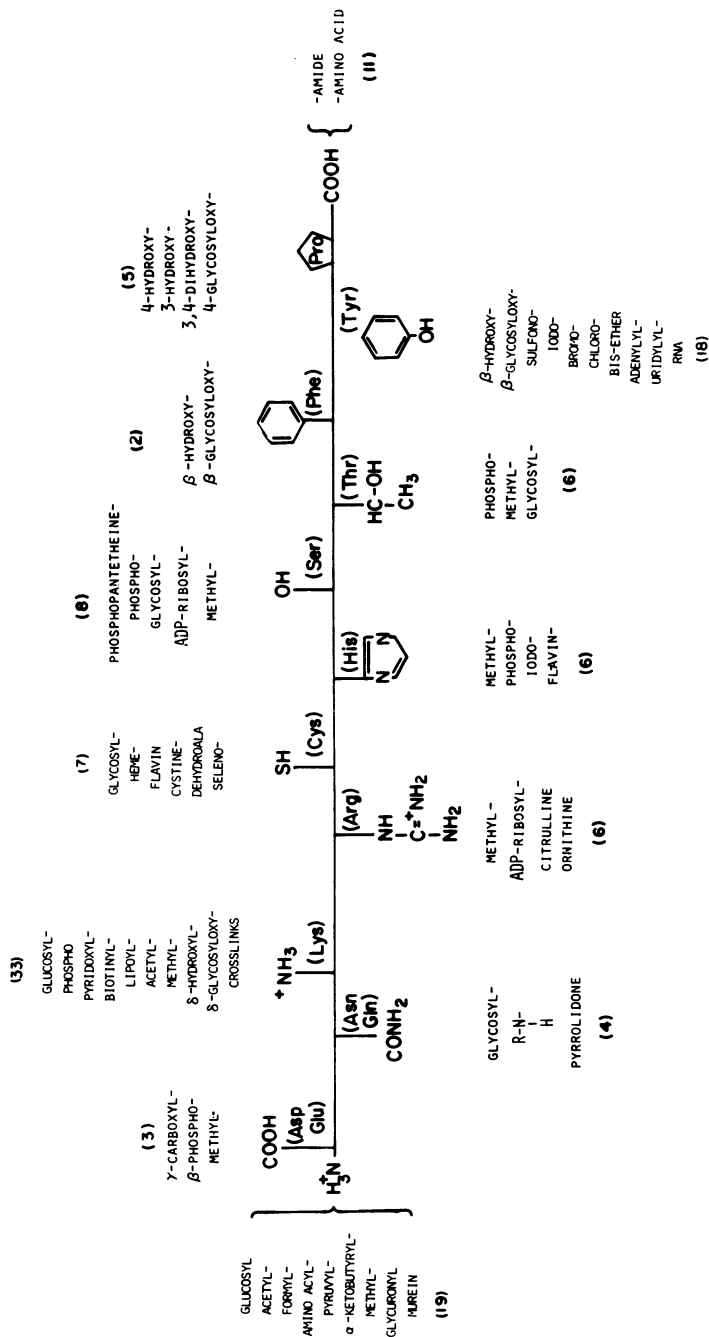 GLUCOSYL
ACETYL-
FORMYL-
AMINO ACYL-
PYRUVYL-
α-KETOBUTYRYL-
METHYL-
GLYCURONYL
MUREIN
(19)
H₃N⁺
(3)
γ-CARBOXYL-
β-PHOSPHO-
METHYL-
COOH
(Asp
Glu)
(Asn
Gln)
CONH₂
GLYCOSYL-
R-N-
H
PYRROLIDONE
(4)
(33)
GLUCOSYL-
PHOSPHO
PYRIDOXYL-
BIOTINYL-
LIPOYL-
ACETYL-
METHYL-
δ-HYDROXYL-
δ-GLYCOSYLOXY-
CROSSLINKS
⁺NH₃
(Lys)
(Arg)
NH
C=⁺NH₂
NH₂
METHYL-
ADP-RIBOSYL-
CITRULLINE
ORNITHINE
(6)
(7)
GLYCOSYL-
HEME-
FLAVIN
CYSTINE-
DEHYDROALA
SELENO-
SH
(Cys)
(His)
N N
METHYL-
PHOSPHO-
IODO-
FLAVIN-
(6)
(8)
PHOSPHOPANTETHEINE-
PHOSPHO-
GLYCOSYL-
ADP-RIBOSYL-
METHYL-
OH
(Ser)
(Thr)
HC-OH
CH₃
PHOSPHO-
METHYL-
GLYCOSYL-
(6)
(2)
β-HYDROXY-
β-GLYCOSYLOXY-
(Phe)
(Tyr)
OH
β-HYDROXY-
β-GLYCOSYLOXY-
SULFONO-
IODO-
BROMO-
CHLORO-
BIS-ETHER
ADENYLYL-
URIDYLYL-
RNA
(18)
(5)
4-HYDROXY-
3-HYDROXY-
3,4-DIHYDROXY-
4-GLYCOSYLOXY-
Pro
COOH
-AMIDE
-AMINO ACID
(11)